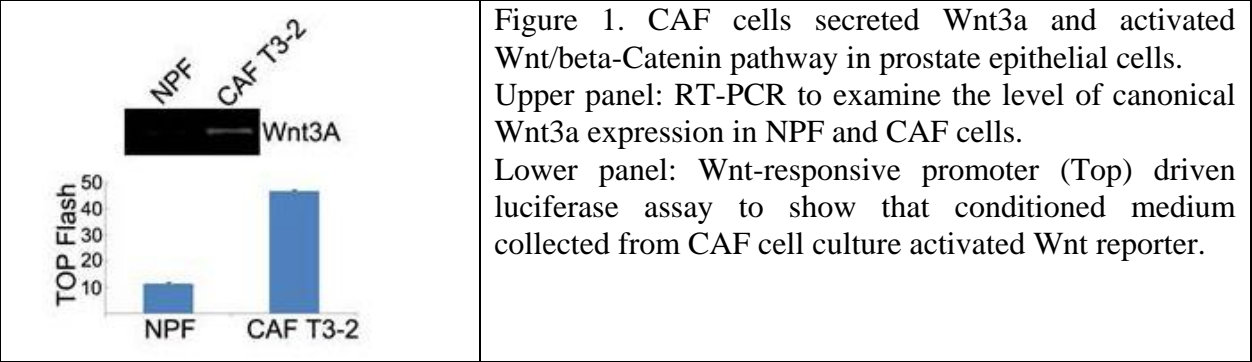 NPF
CAF T3-2
Wnt3A
TOP Flash
50
40
30
20
10
NPF
CAF T3-2
Figure 1. CAF cells secreted Wnt3a and activated
Wnt/beta-Catenin pathway in prostate epithelial cells.
Upper panel: RT-PCR to examine the level of canonical
Wnt3a expression in NPF and CAF cells.
Lower panel: Wnt-responsive promoter (Top) driven
luciferase assay to show that conditioned medium
collected from CAF cell culture activated Wnt reporter.